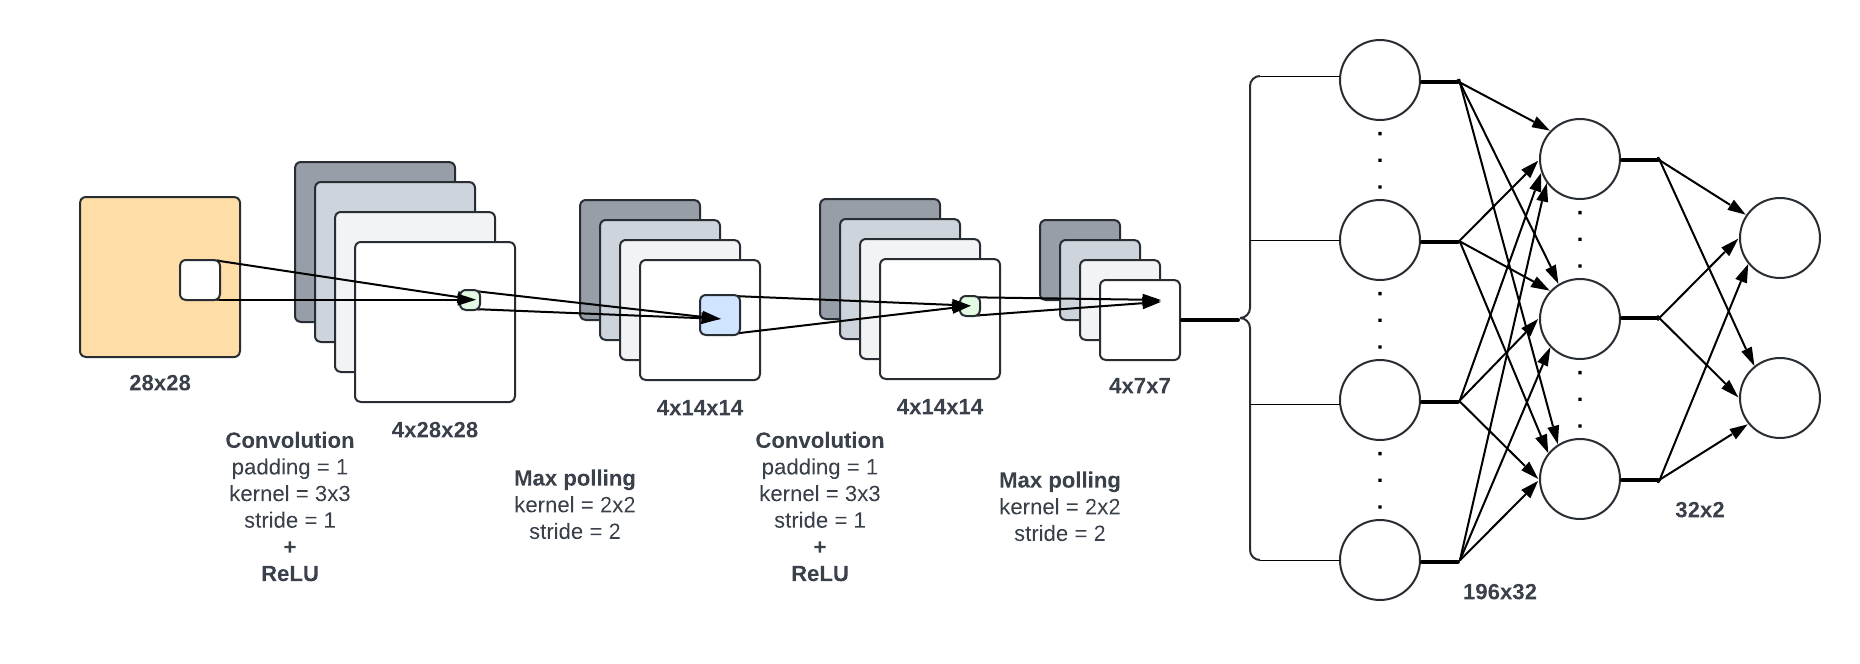 28x28
4x28x28
4x14x14
4x14x14
4x7x7
Convolution
padding = 1
kernel = 3x3
stride = 1
+
ReLU
Max polling
kernel = 2x2
stride = 2
Convolution
padding = 1
kernel = 3x3
stride = 1
+
ReLU
Max polling
kernel = 2x2
stride = 2
196x32
32x2